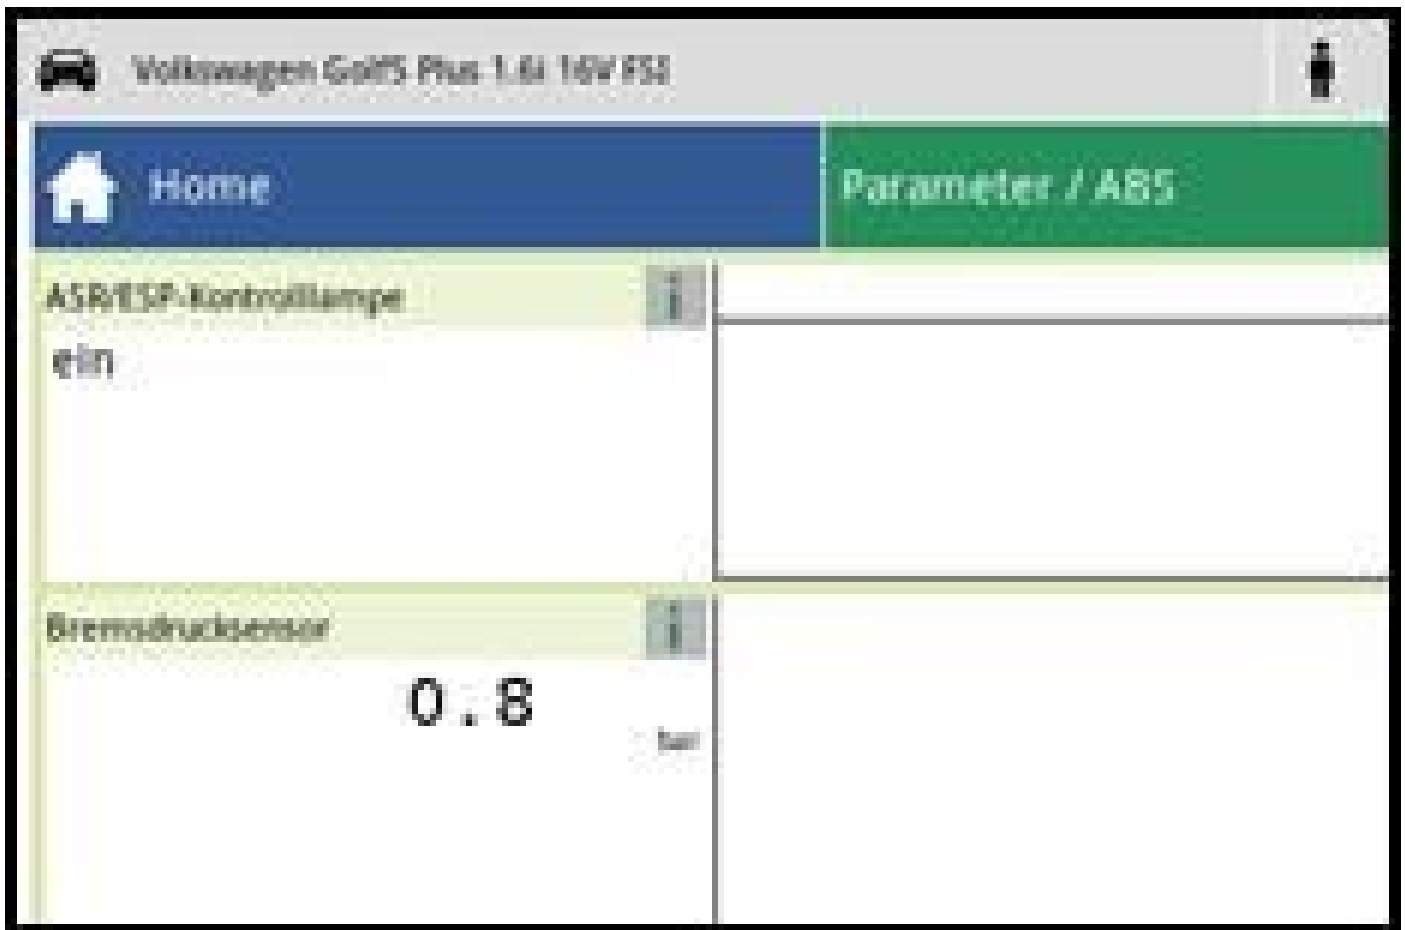 Volkswagen Golf5 Plus 1.6i 16V FSI
Home
Parameter / ABS
ASR/ESP-Kontrolllampe
i
ein
Bremsdrucksensor
i
0.8
bar